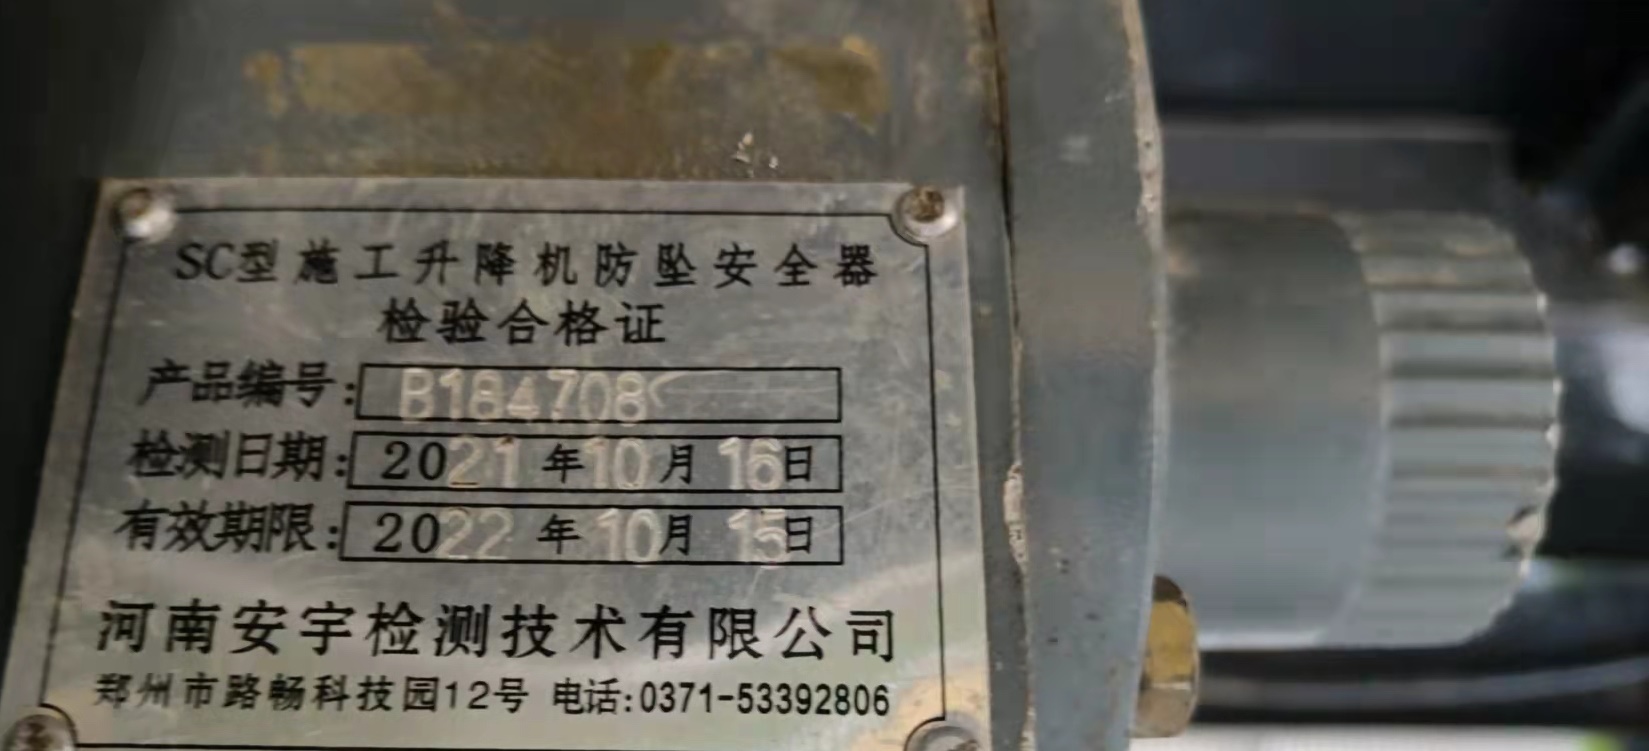 SC型施工升降机防坠安全器
检验合格证
产品编号: B184708
检测日期: 2021年10月16日
有效期限: 2022年10月15日
河南安宇检测技术有限公司
郑州市路畅科技园12号 电话:0371-53392806